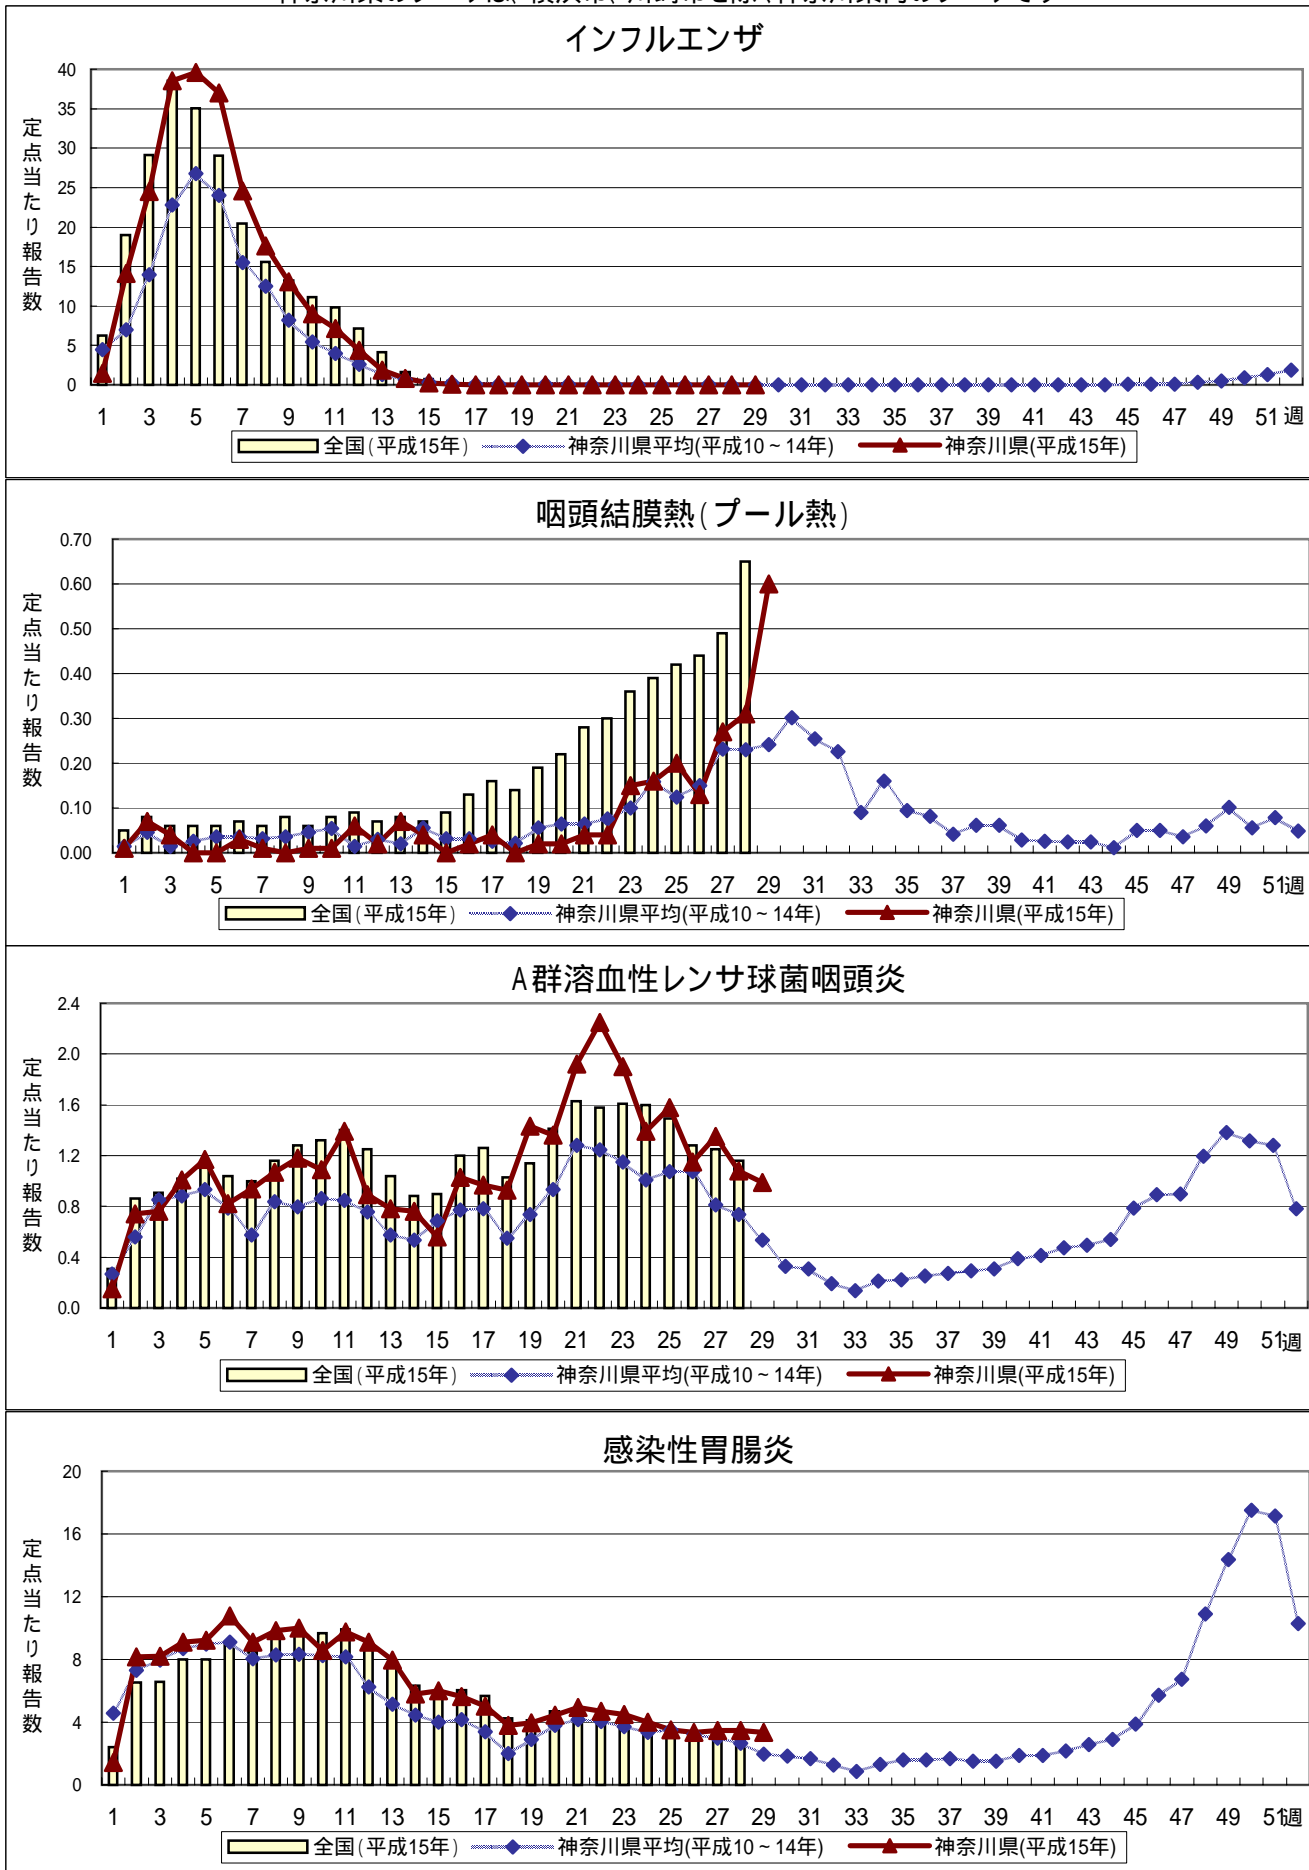 インフルエンザ
定点当たり報告数
40
35
30
25
20
15
10
5
0
1 3 5 7 9 11 13 15 17 19 21 23 25 27 29 31 33 35 37 39 41 43 45 47 49 51 週
全国(平成15年) 神奈川県平均(平成10~14年) 神奈川県(平成15年)
咽頭結膜熱(プール熱)
定点当たり報告数
0.70
0.60
0.50
0.40
0.30
0.20
0.10
0.00
1 3 5 7 9 11 13 15 17 19 21 23 25 27 29 31 33 35 37 39 41 43 45 47 49 51週
全国(平成15年) 神奈川県平均(平成10~14年) 神奈川県(平成15年)
A群溶血性レンサ球菌咽頭炎
定点当たり報告数
2.4
2.0
1.6
1.2
0.8
0.4
0.0
1 3 5 7 9 11 13 15 17 19 21 23 25 27 29 31 33 35 37 39 41 43 45 47 49 51週
全国(平成15年) 神奈川県平均(平成10~14年) 神奈川県(平成15年)
感染性胃腸炎
定点当たり報告数
20
16
12
8
4
0
1 3 5 7 9 11 13 15 17 19 21 23 25 27 29 31 33 35 37 39 41 43 45 47 49 51週
全国(平成15年) 神奈川県平均(平成10~14年) 神奈川県(平成15年)